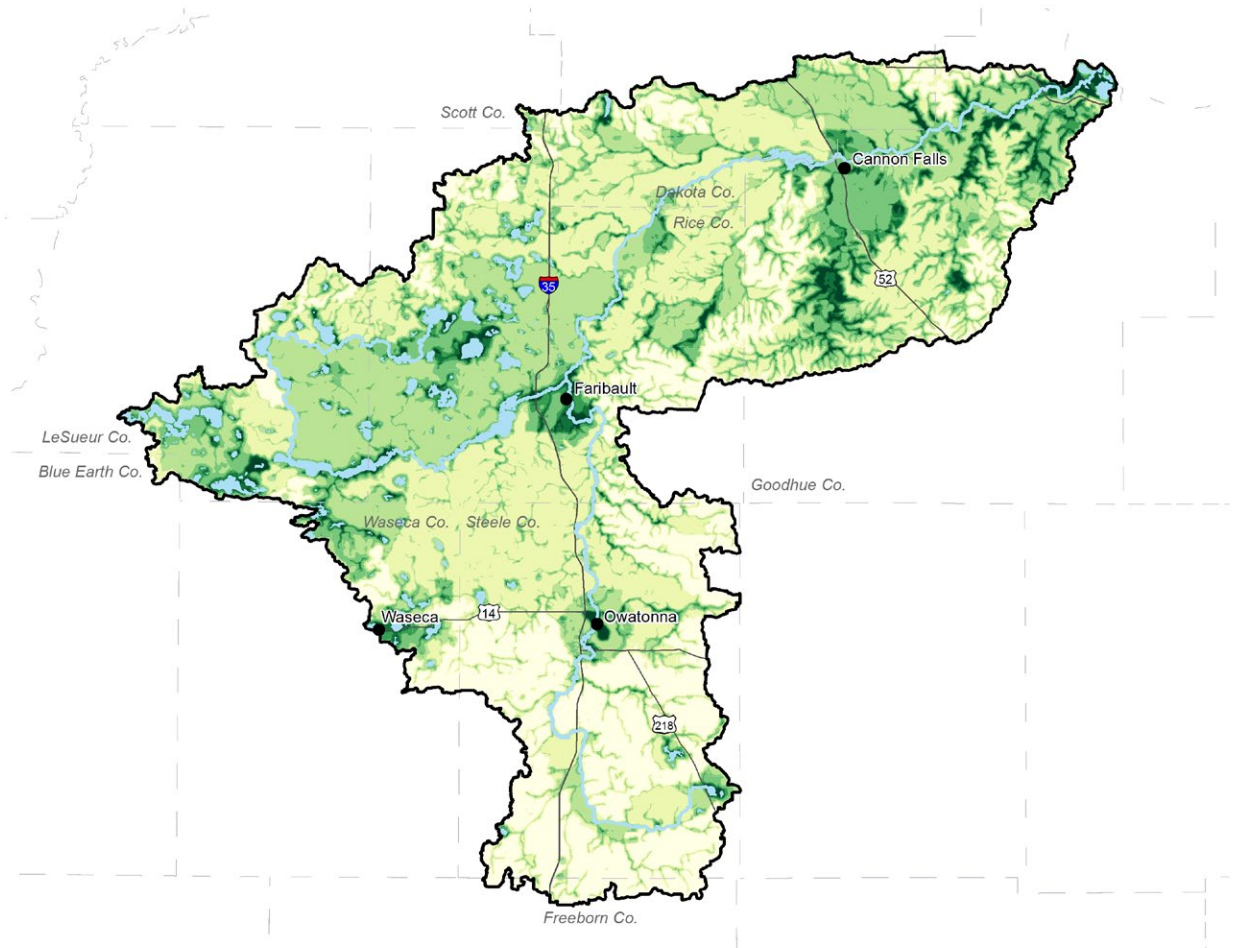 Scott Co.
Cannon Falls
Dakota Co.
Rice Co.
52
35
Faribault
LeSueur Co.
Blue Earth Co.
Goodhue Co.
Waseca Co.
Steele Co.
14
Waseca
Owatonna
218
Freeborn Co.